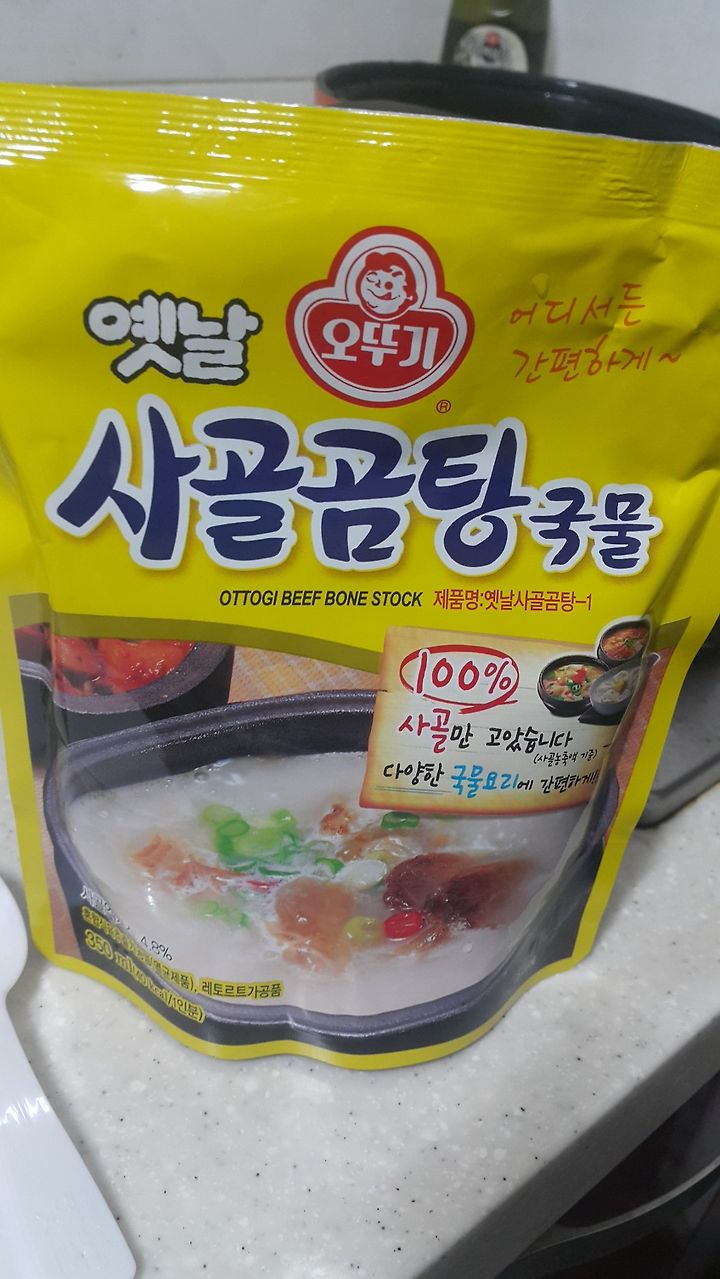 옛날
오뚜기
®
어디서든
간편하게~
사골곰탕 국물
OTTOGI BEEF BONE STOCK 제품명:옛날사골곰탕-1
100%
사골만 고았습니다
(사골농축액 기준)
다양한 국물요리에 간편하게!!
4.8%
350 ml 레토르트가공품